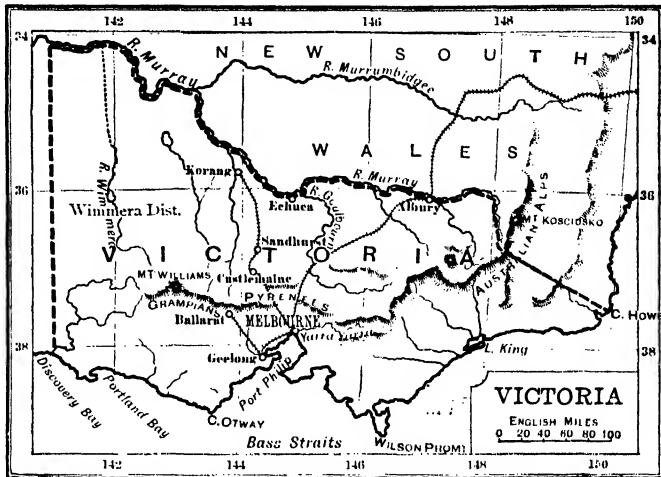 142 144 146 148 150
34 34
NEW SOUTH
R. Murray
R. Murrumbidgee
WALES
Korang
R. Murray
36 36
R. Wimmera
Echuca
R. Goulbourn
Albury
Wimmera Dist.
MT KOSCIUSKO
Sandhurst
VICTORIA
AUSTRALIAN ALPS
MT WILLIAMS
Castlemaine
PYRENEES
GRAMPIANS
Ballarat
MELBOURNE
Yarra Yarra
C. Howe
38 38
Geelong
L. King
Port Philip
Discovery Bay
Portland Bay
C. OTWAY
VICTORIA
ENGLISH MILES
0 20 40 60 80 100
Bass Straits
WILSON PROMT
142 144 146 148 150